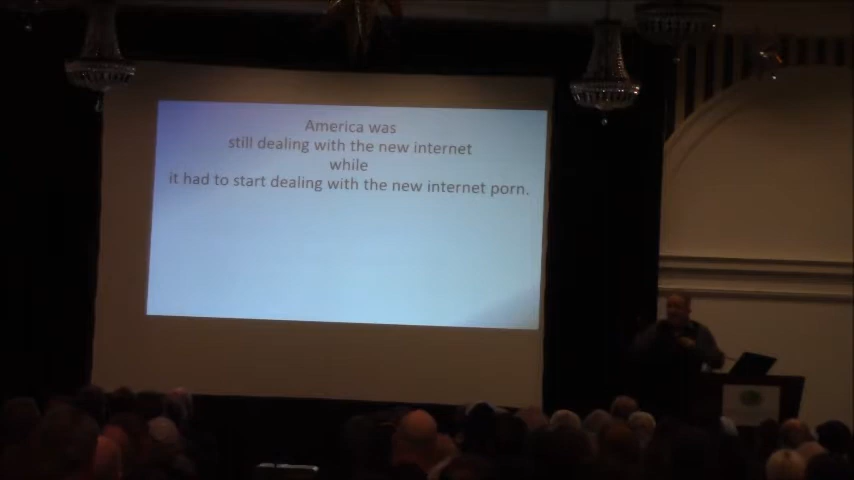 America was
still dealing with the new internet
while
it had to start dealing with the new internet porn.